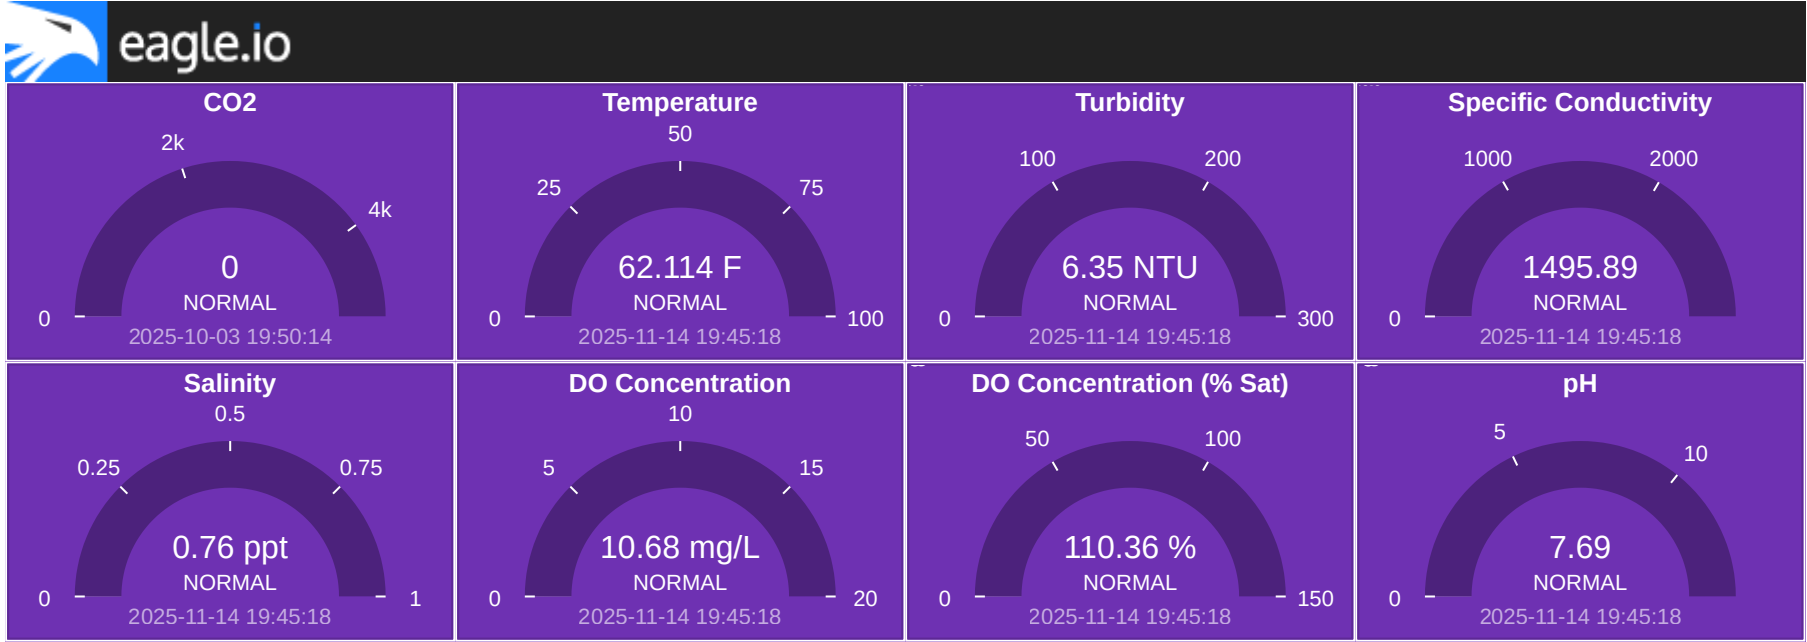 eagle.io
CO2
2k
4k
0
0
NORMAL
2025-10-03 19:50:14
Temperature
50
25
75
62.114 F
NORMAL
0
100
2025-11-14 19:45:18
Turbidity
100
200
6.35 NTU
NORMAL
0
300
2025-11-14 19:45:18
Specific Conductivity
1000
2000
1495.89
NORMAL
0
2025-11-14 19:45:18
Salinity
0.5
0.25
0.75
0.76 ppt
NORMAL
0
1
2025-11-14 19:45:18
DO Concentration
10
5
15
10.68 mg/L
NORMAL
0
20
2025-11-14 19:45:18
DO Concentration (% Sat)
50
100
110.36 %
NORMAL
0
150
2025-11-14 19:45:18
pH
5
10
7.69
NORMAL
0
2025-11-14 19:45:18